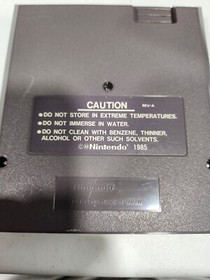 CAUTION
REV-A
●DO NOT STORE IN EXTREME TEMPERATURES.
●DO NOT IMMERSE IN WATER.
●DO NOT CLEAN WITH BENZENE, THINNER,
ALCOHOL OR OTHER SUCH SOLVENTS.
©Nintendo® 1985
Nintendo